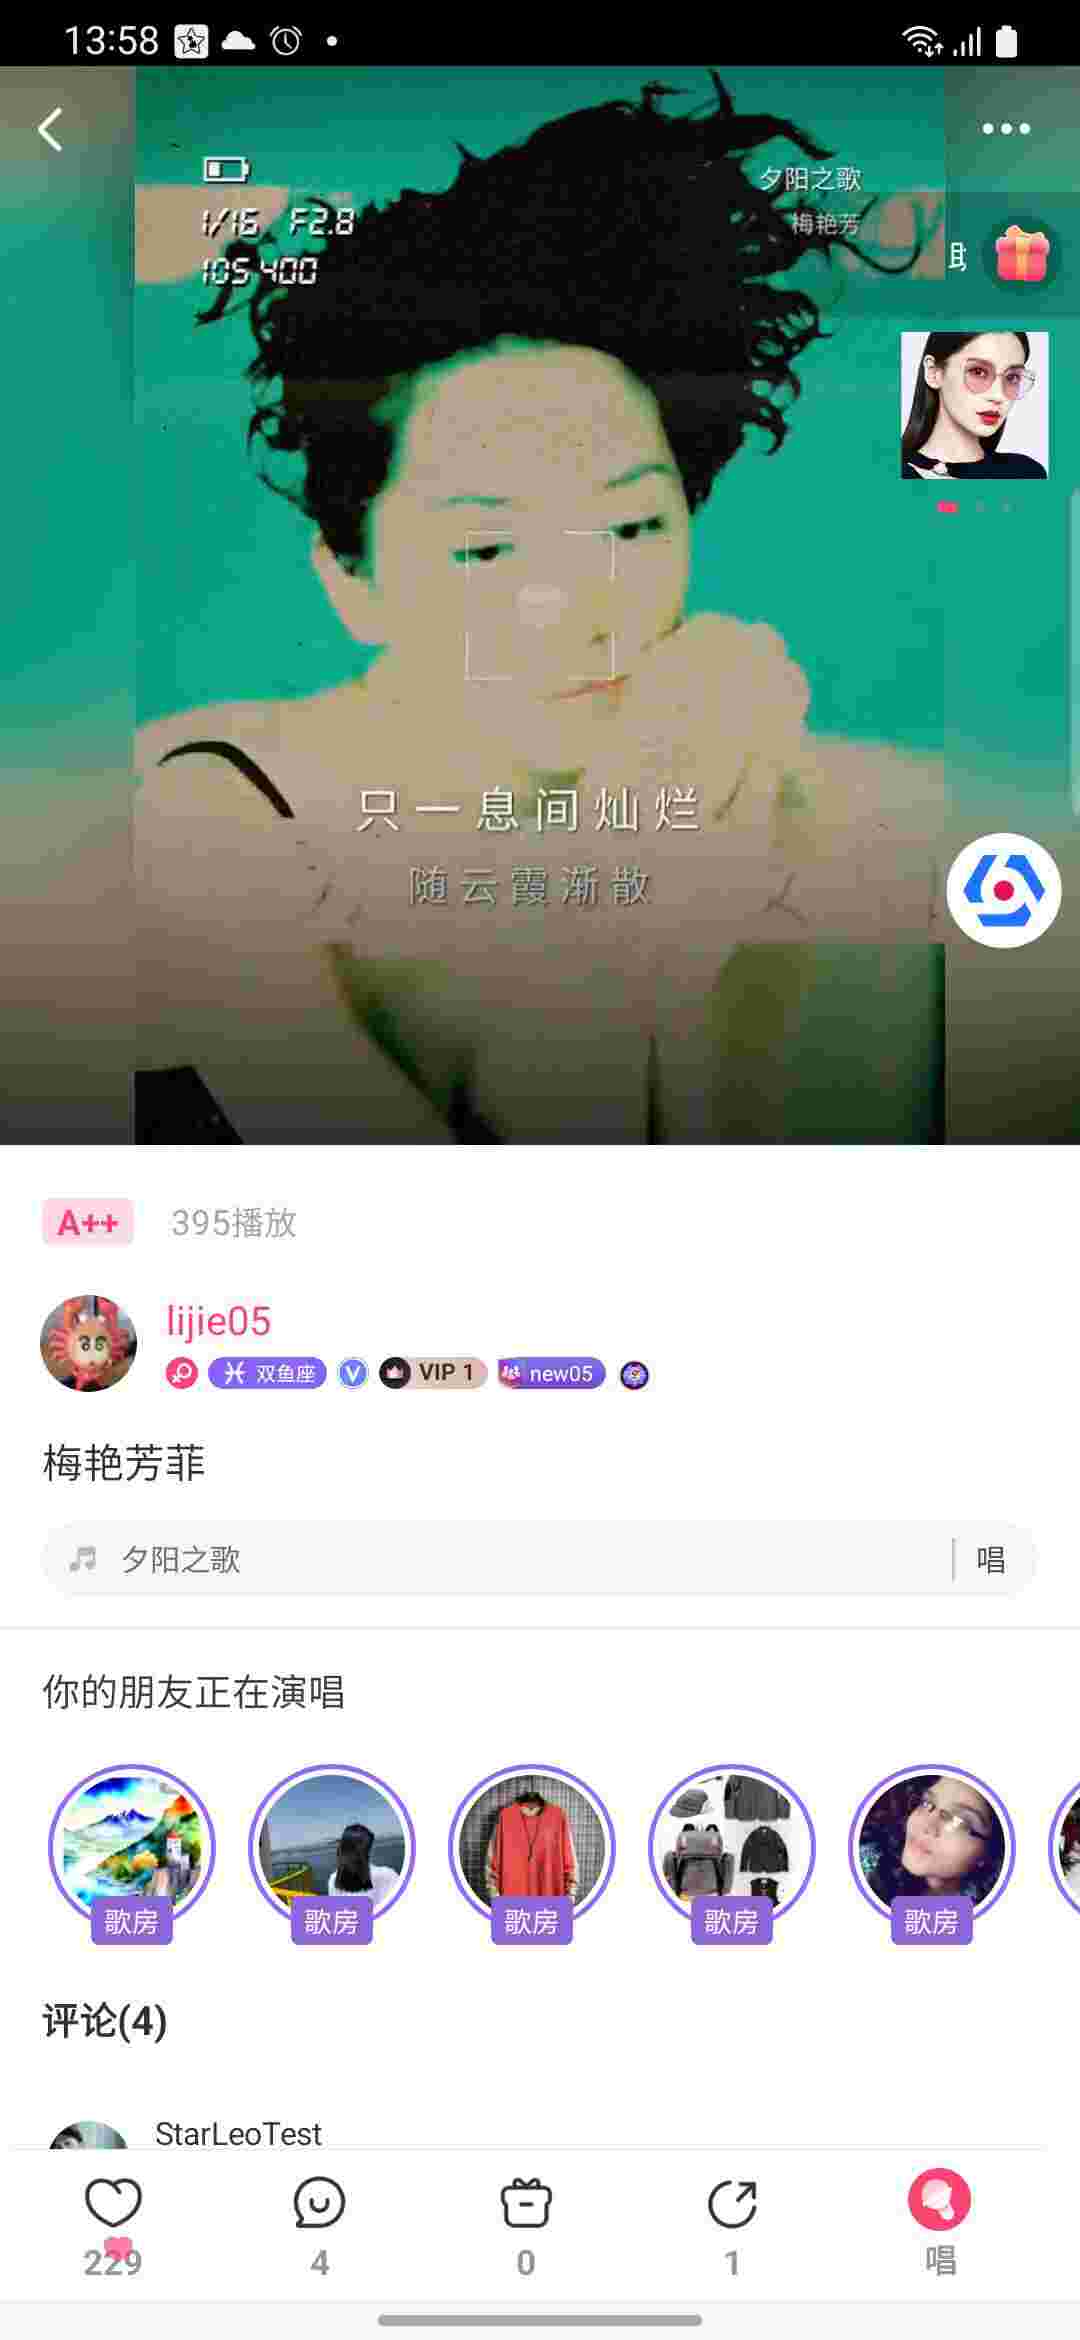 13:58
夕阳之歌
梅艳芳
1/16 F2.8
105 400
只一息间灿烂
随云霞渐散
A++ 395播放
lijie05
双鱼座 V VIP 1 new05
梅艳芳菲
夕阳之歌 唱
你的朋友正在演唱
歌房 歌房 歌房 歌房 歌房
评论(4)
StarLeoTest
229 4 0 1 唱